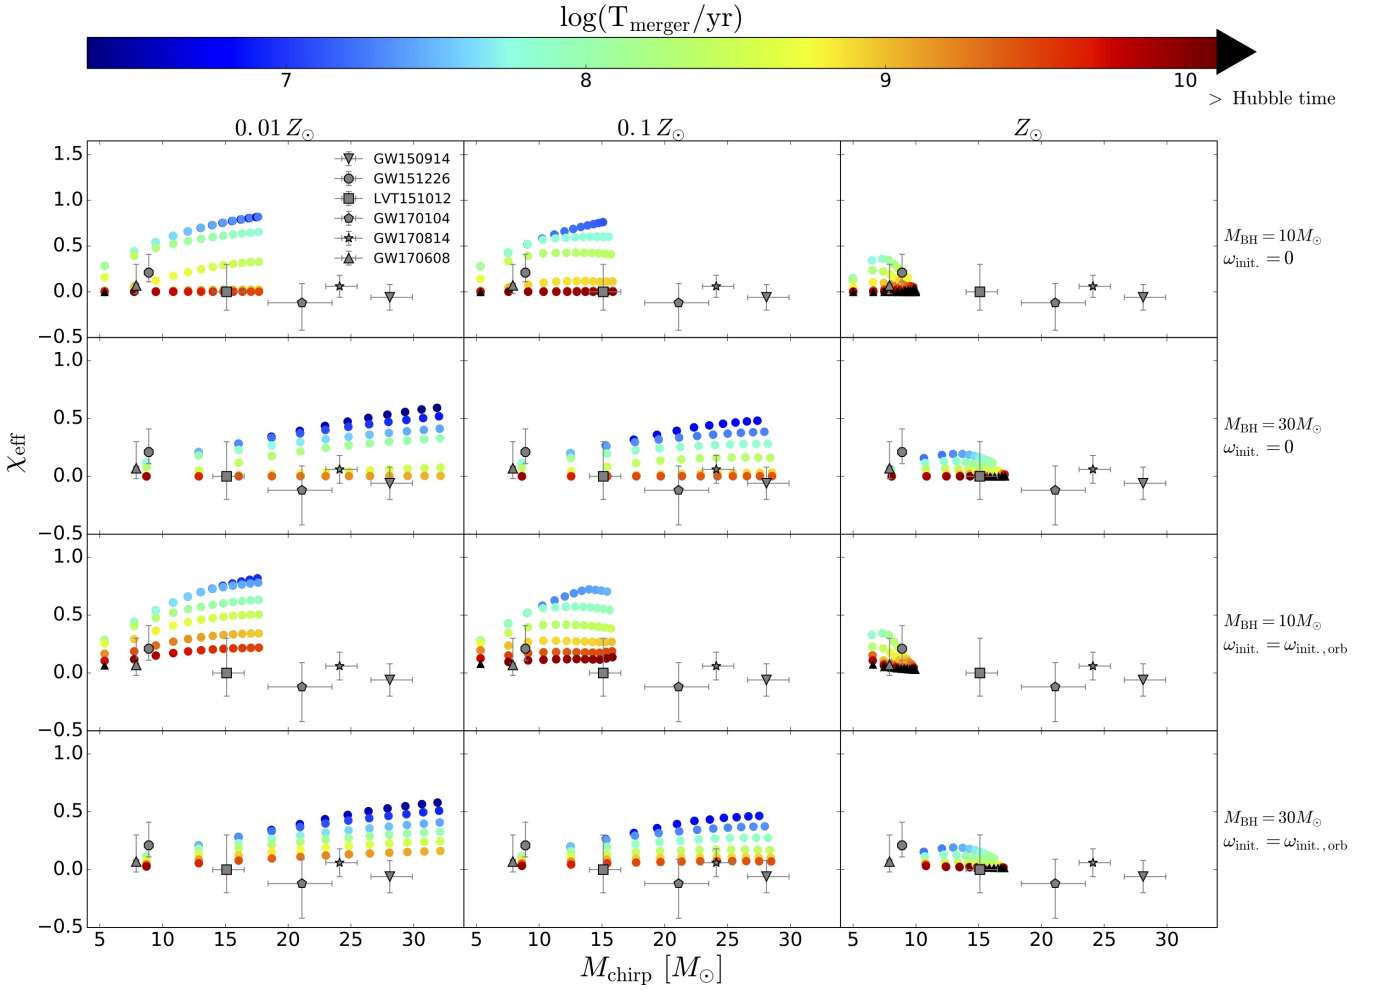 log(T_merger/yr)
7 8 9 10
> Hubble time
0.01 Z⊙ 0.1 Z⊙ Z⊙
1.5
1.0
0.5
0.0
−0.5
GW150914
GW151226
LVT151012
GW170104
GW170814
GW170608
M_BH = 10M⊙
ω_init. = 0
1.0
0.5
0.0
−0.5
M_BH = 30M⊙
ω_init. = 0
χ_eff
1.0
0.5
0.0
−0.5
M_BH = 10M⊙
ω_init. = ω_init.,orb
1.0
0.5
0.0
−0.5
M_BH = 30M⊙
ω_init. = ω_init.,orb
5 10 15 20 25 30 5 10 15 20 25 30 5 10 15 20 25 30
M_chirp [M⊙]